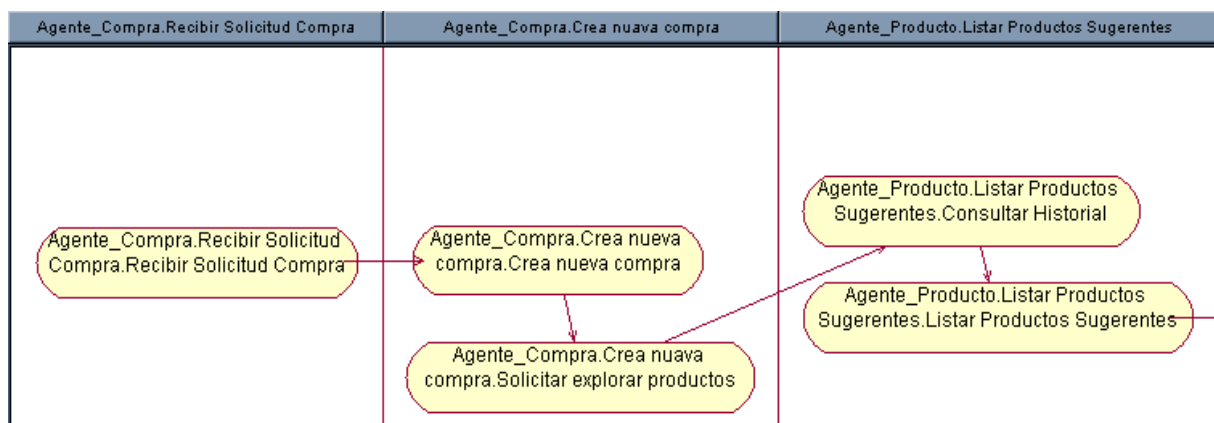 Agente_Compra.Recibir Solicitud Compra
Agente_Compra.Crea nuava compra
Agente_Producto.Listar Productos Sugerentes
Agente_Compra.Recibir Solicitud
Compra.Recibir Solicitud Compra
Agente_Compra.Crea nueva
compra.Crea nueva compra
Agente_Compra.Crea nuava
compra.Solicitar explorar productos
Agente_Producto.Listar Productos
Sugerentes.Consultar Historial
Agente_Producto.Listar Productos
Sugerentes.Listar Productos Sugerentes